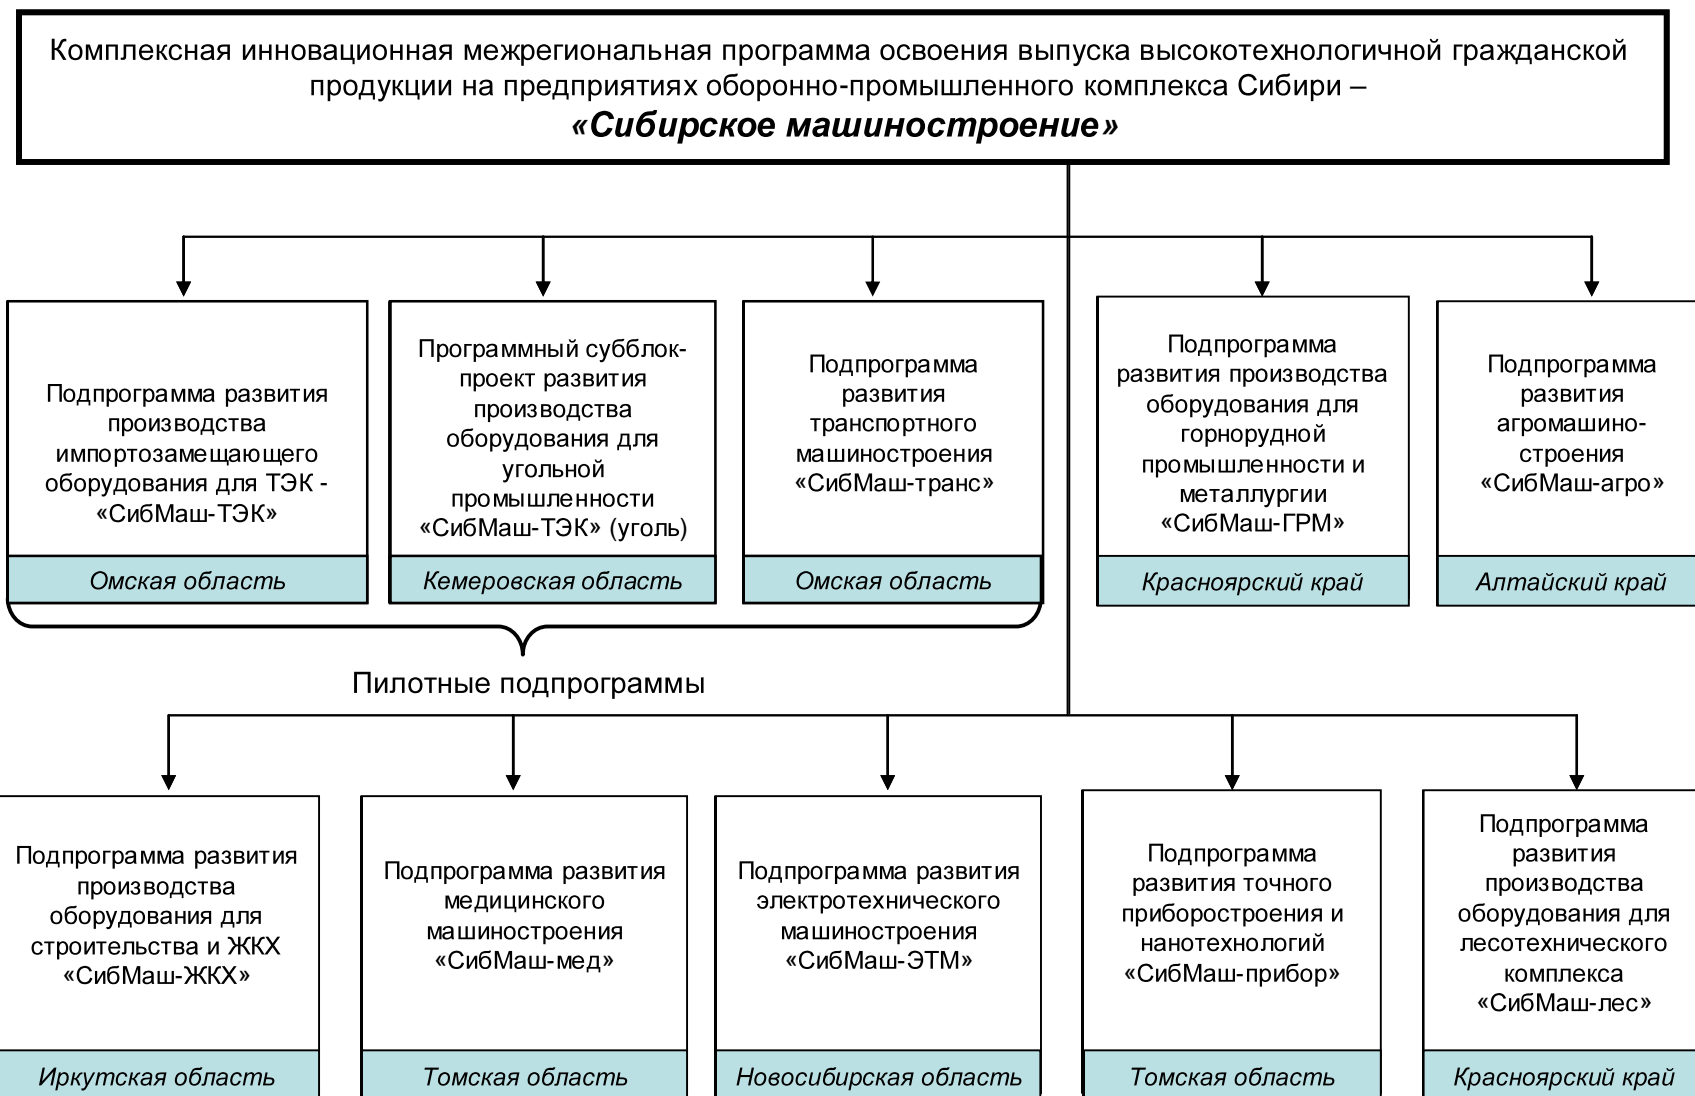 Комплексная инновационная межрегиональная программа освоения выпуска высокотехнологичной гражданской
продукции на предприятиях оборонно-промышленного комплекса Сибири –
«Сибирское машиностроение»
Подпрограмма развития
производства
импортозамещающего
оборудования для ТЭК -
«СибМаш-ТЭК»
Омская область
Программный субблок-
проект развития
производства
оборудования для
угольной
промышленности
«СибМаш-ТЭК» (уголь)
Кемеровская область
Подпрограмма
развития
транспортного
машиностроения
«СибМаш-транс»
Омская область
Подпрограмма
развития производства
оборудования для
горнорудной
промышленности и
металлургии
«СибМаш-ГРМ»
Красноярский край
Подпрограмма
развития
агромашино-
строения
«СибМаш-агро»
Алтайский край
Пилотные подпрограммы
Подпрограмма развития
производства
оборудования для
строительства и ЖКХ
«СибМаш-ЖКХ»
Иркутская область
Подпрограмма развития
медицинского
машиностроения
«СибМаш-мед»
Томская область
Подпрограмма развития
электротехнического
машиностроения
«СибМаш-ЭТМ»
Новосибирская область
Подпрограмма
развития точного
приборостроения и
нанотехнологий
«СибМаш-прибор»
Томская область
Подпрограмма
развития
производства
оборудования для
лесотехнического
комплекса
«СибМаш-лес»
Красноярский край